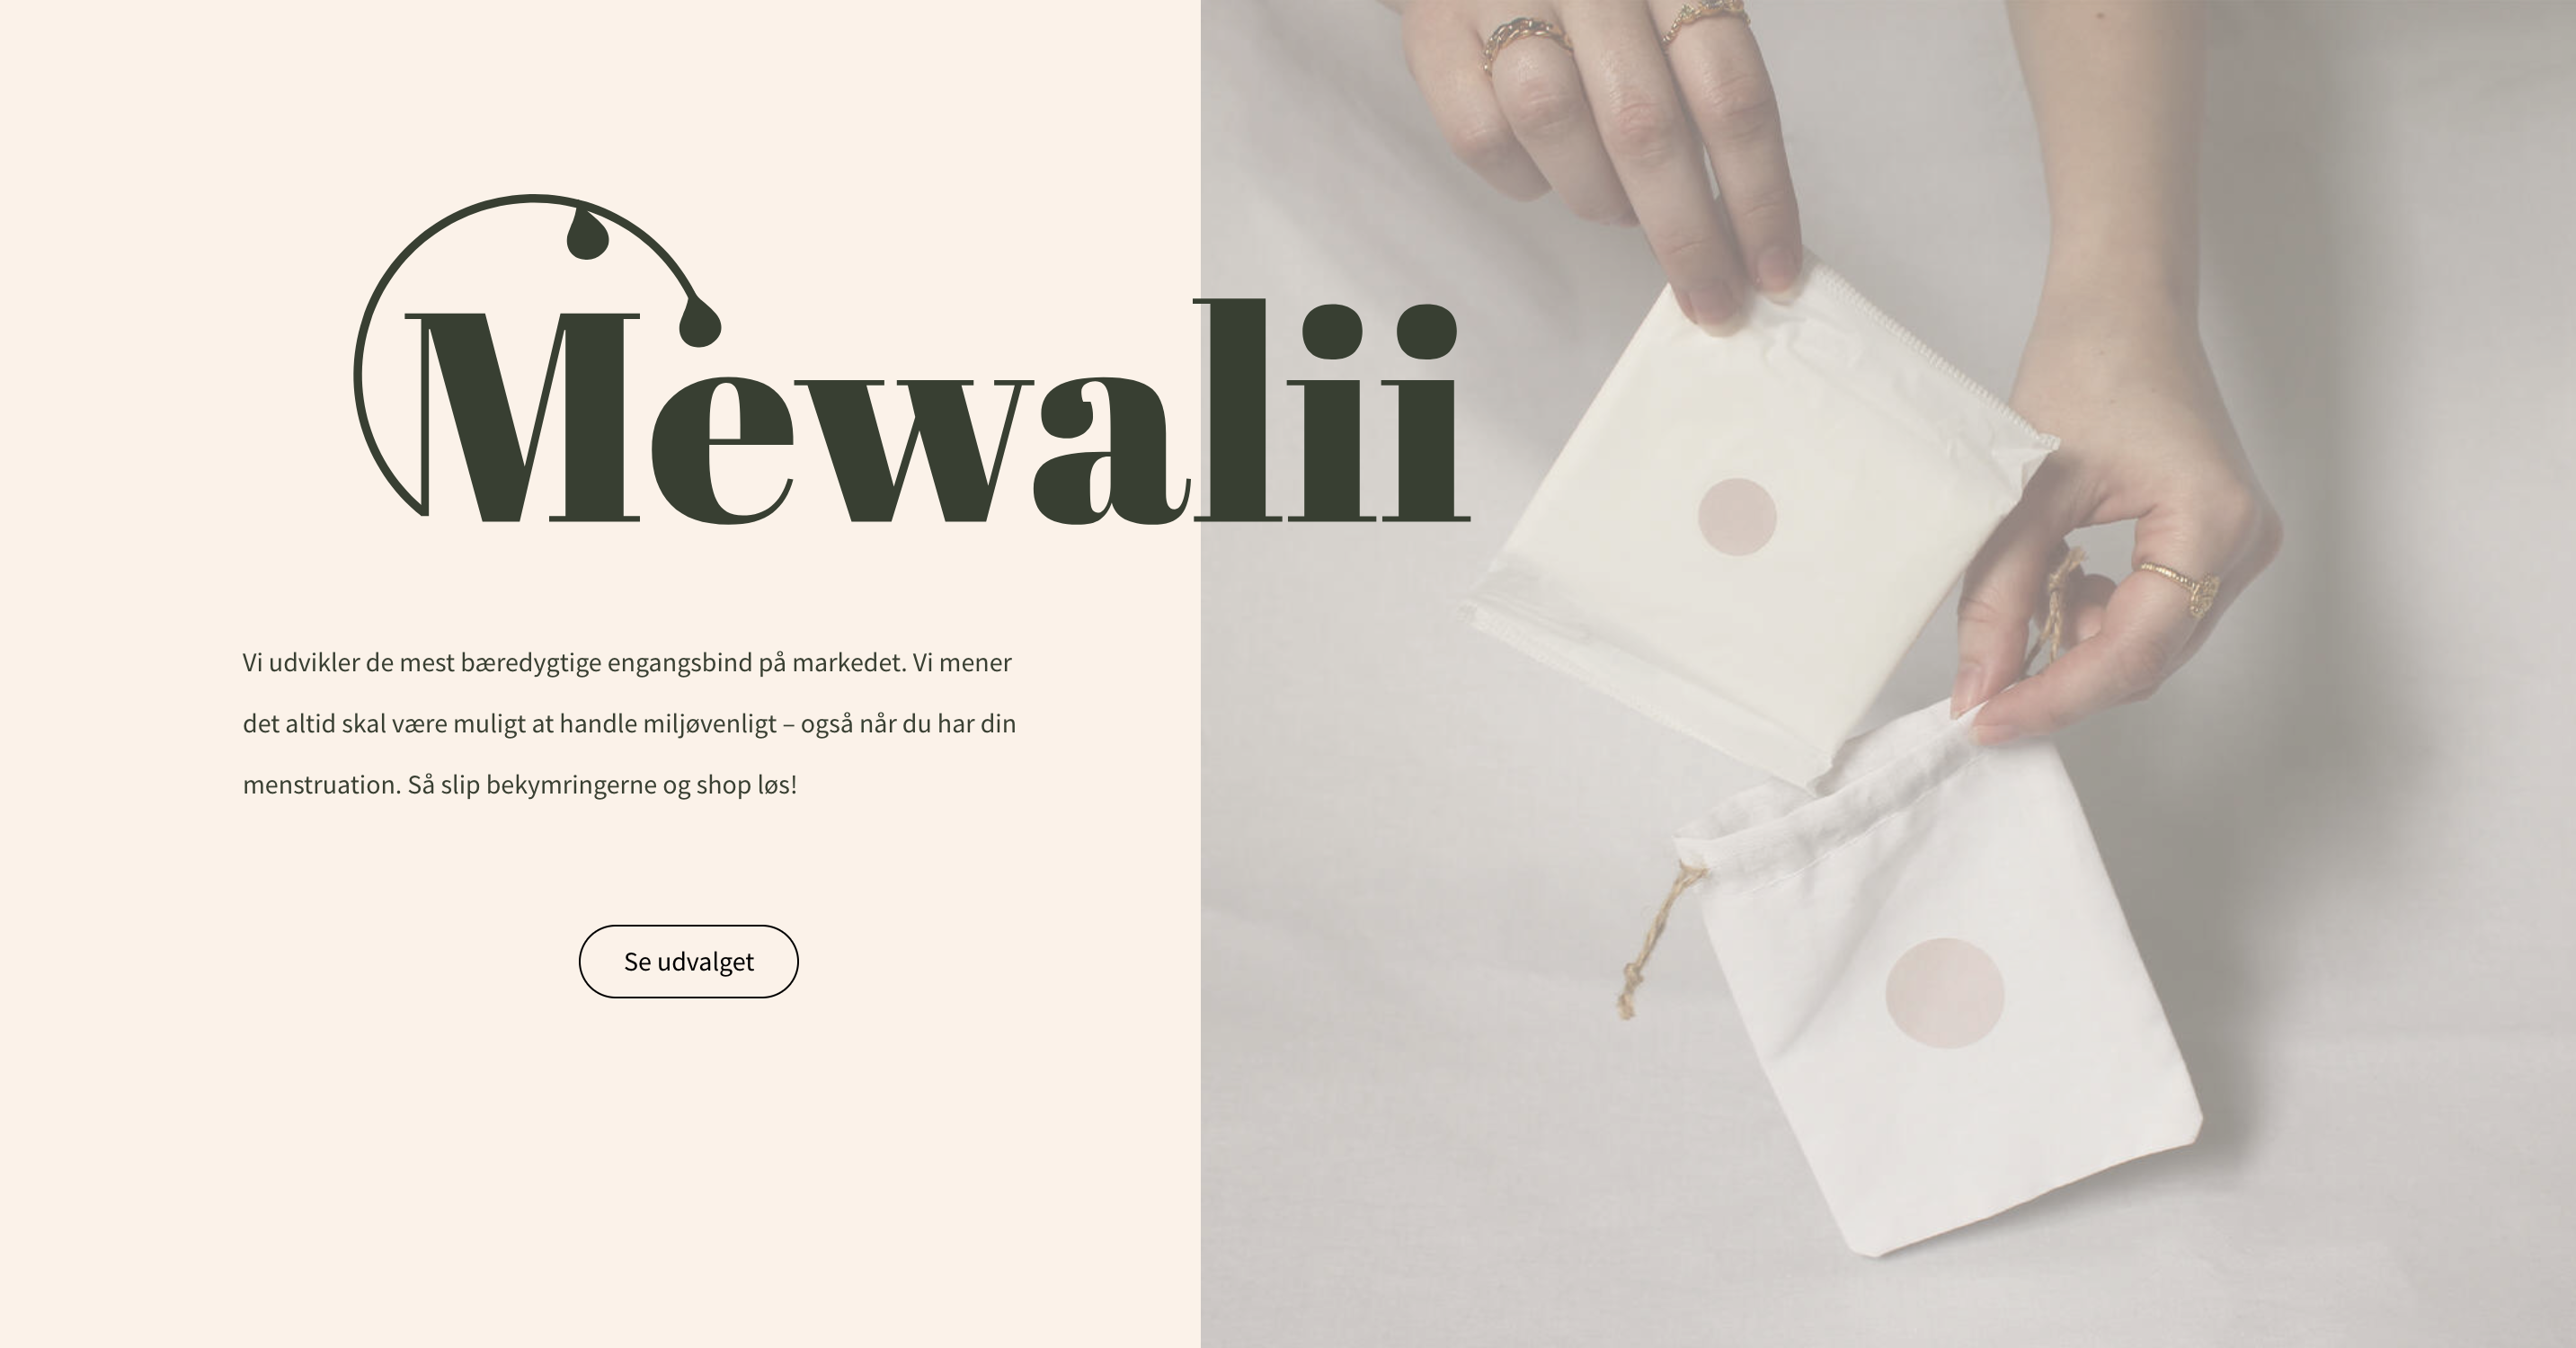 Mewalii
Vi udvikler de mest bæredygtige engangsbind på markedet. Vi mener
det altid skal være muligt at handle miljøvenligt – også når du har din
menstruation. Så slip bekymringerne og shop løs!
Se udvalget